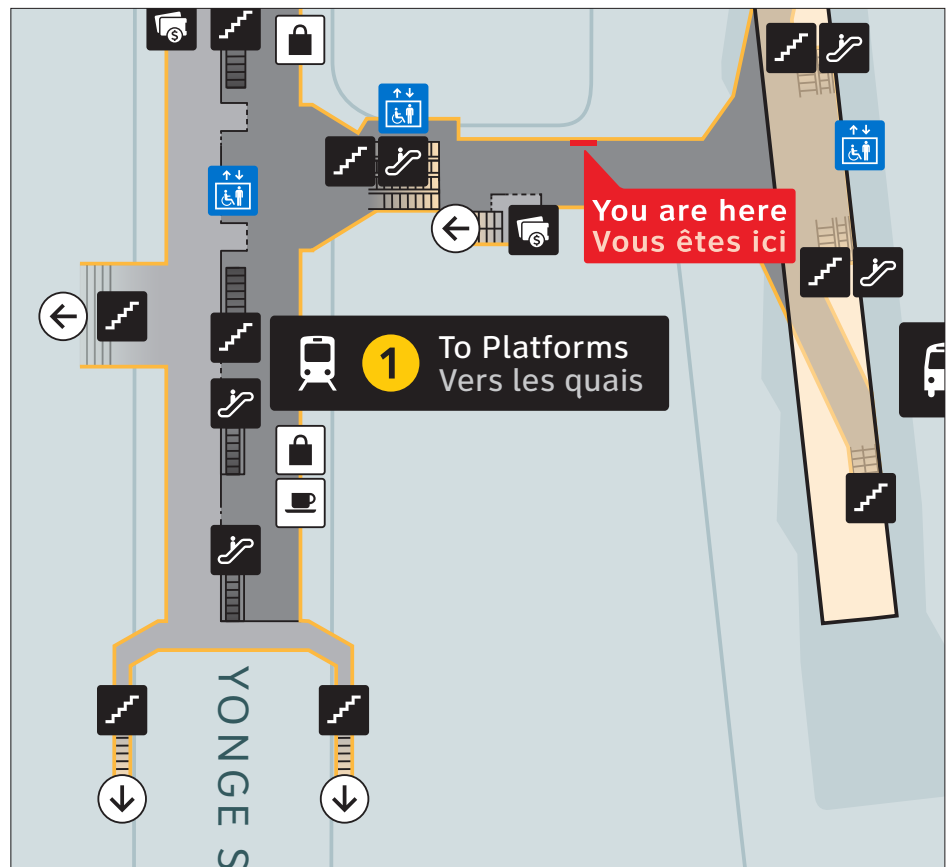 You are here
Vous êtes ici
1
To Platforms
Vers les quais
YONGE S